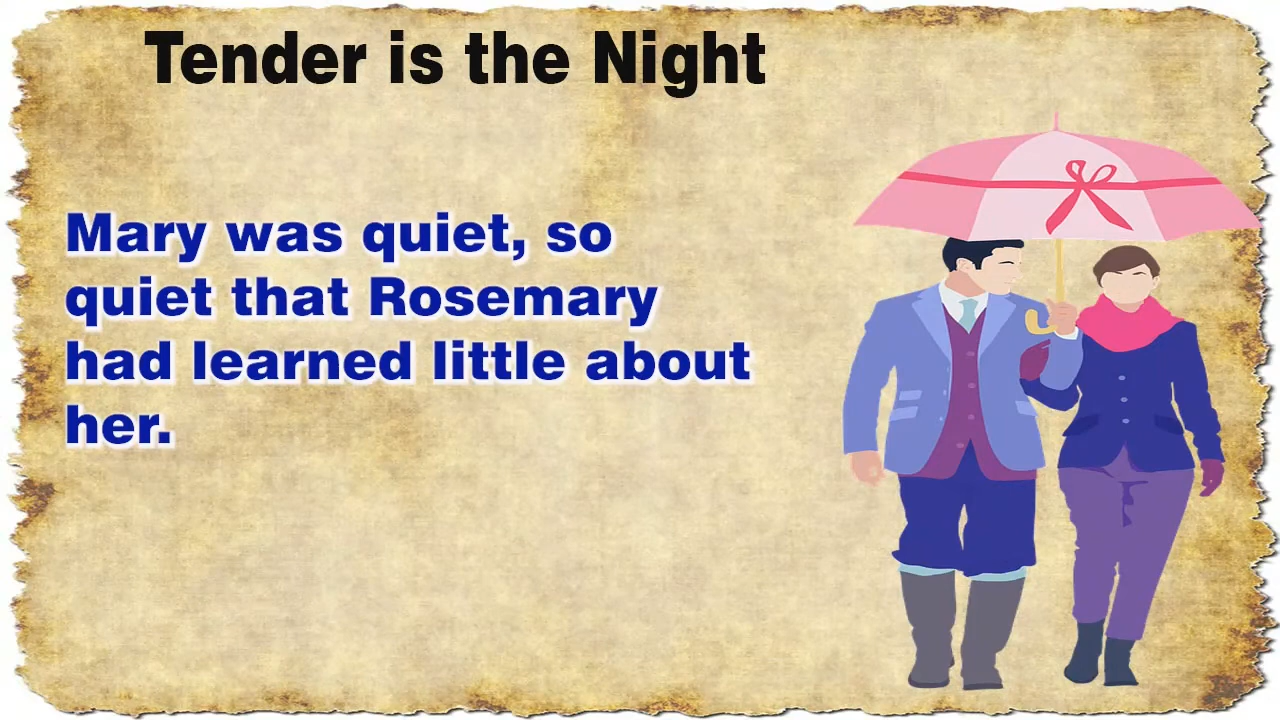 Tender is the Night
Mary was quiet, so
quiet that Rosemary
had learned little about
her.